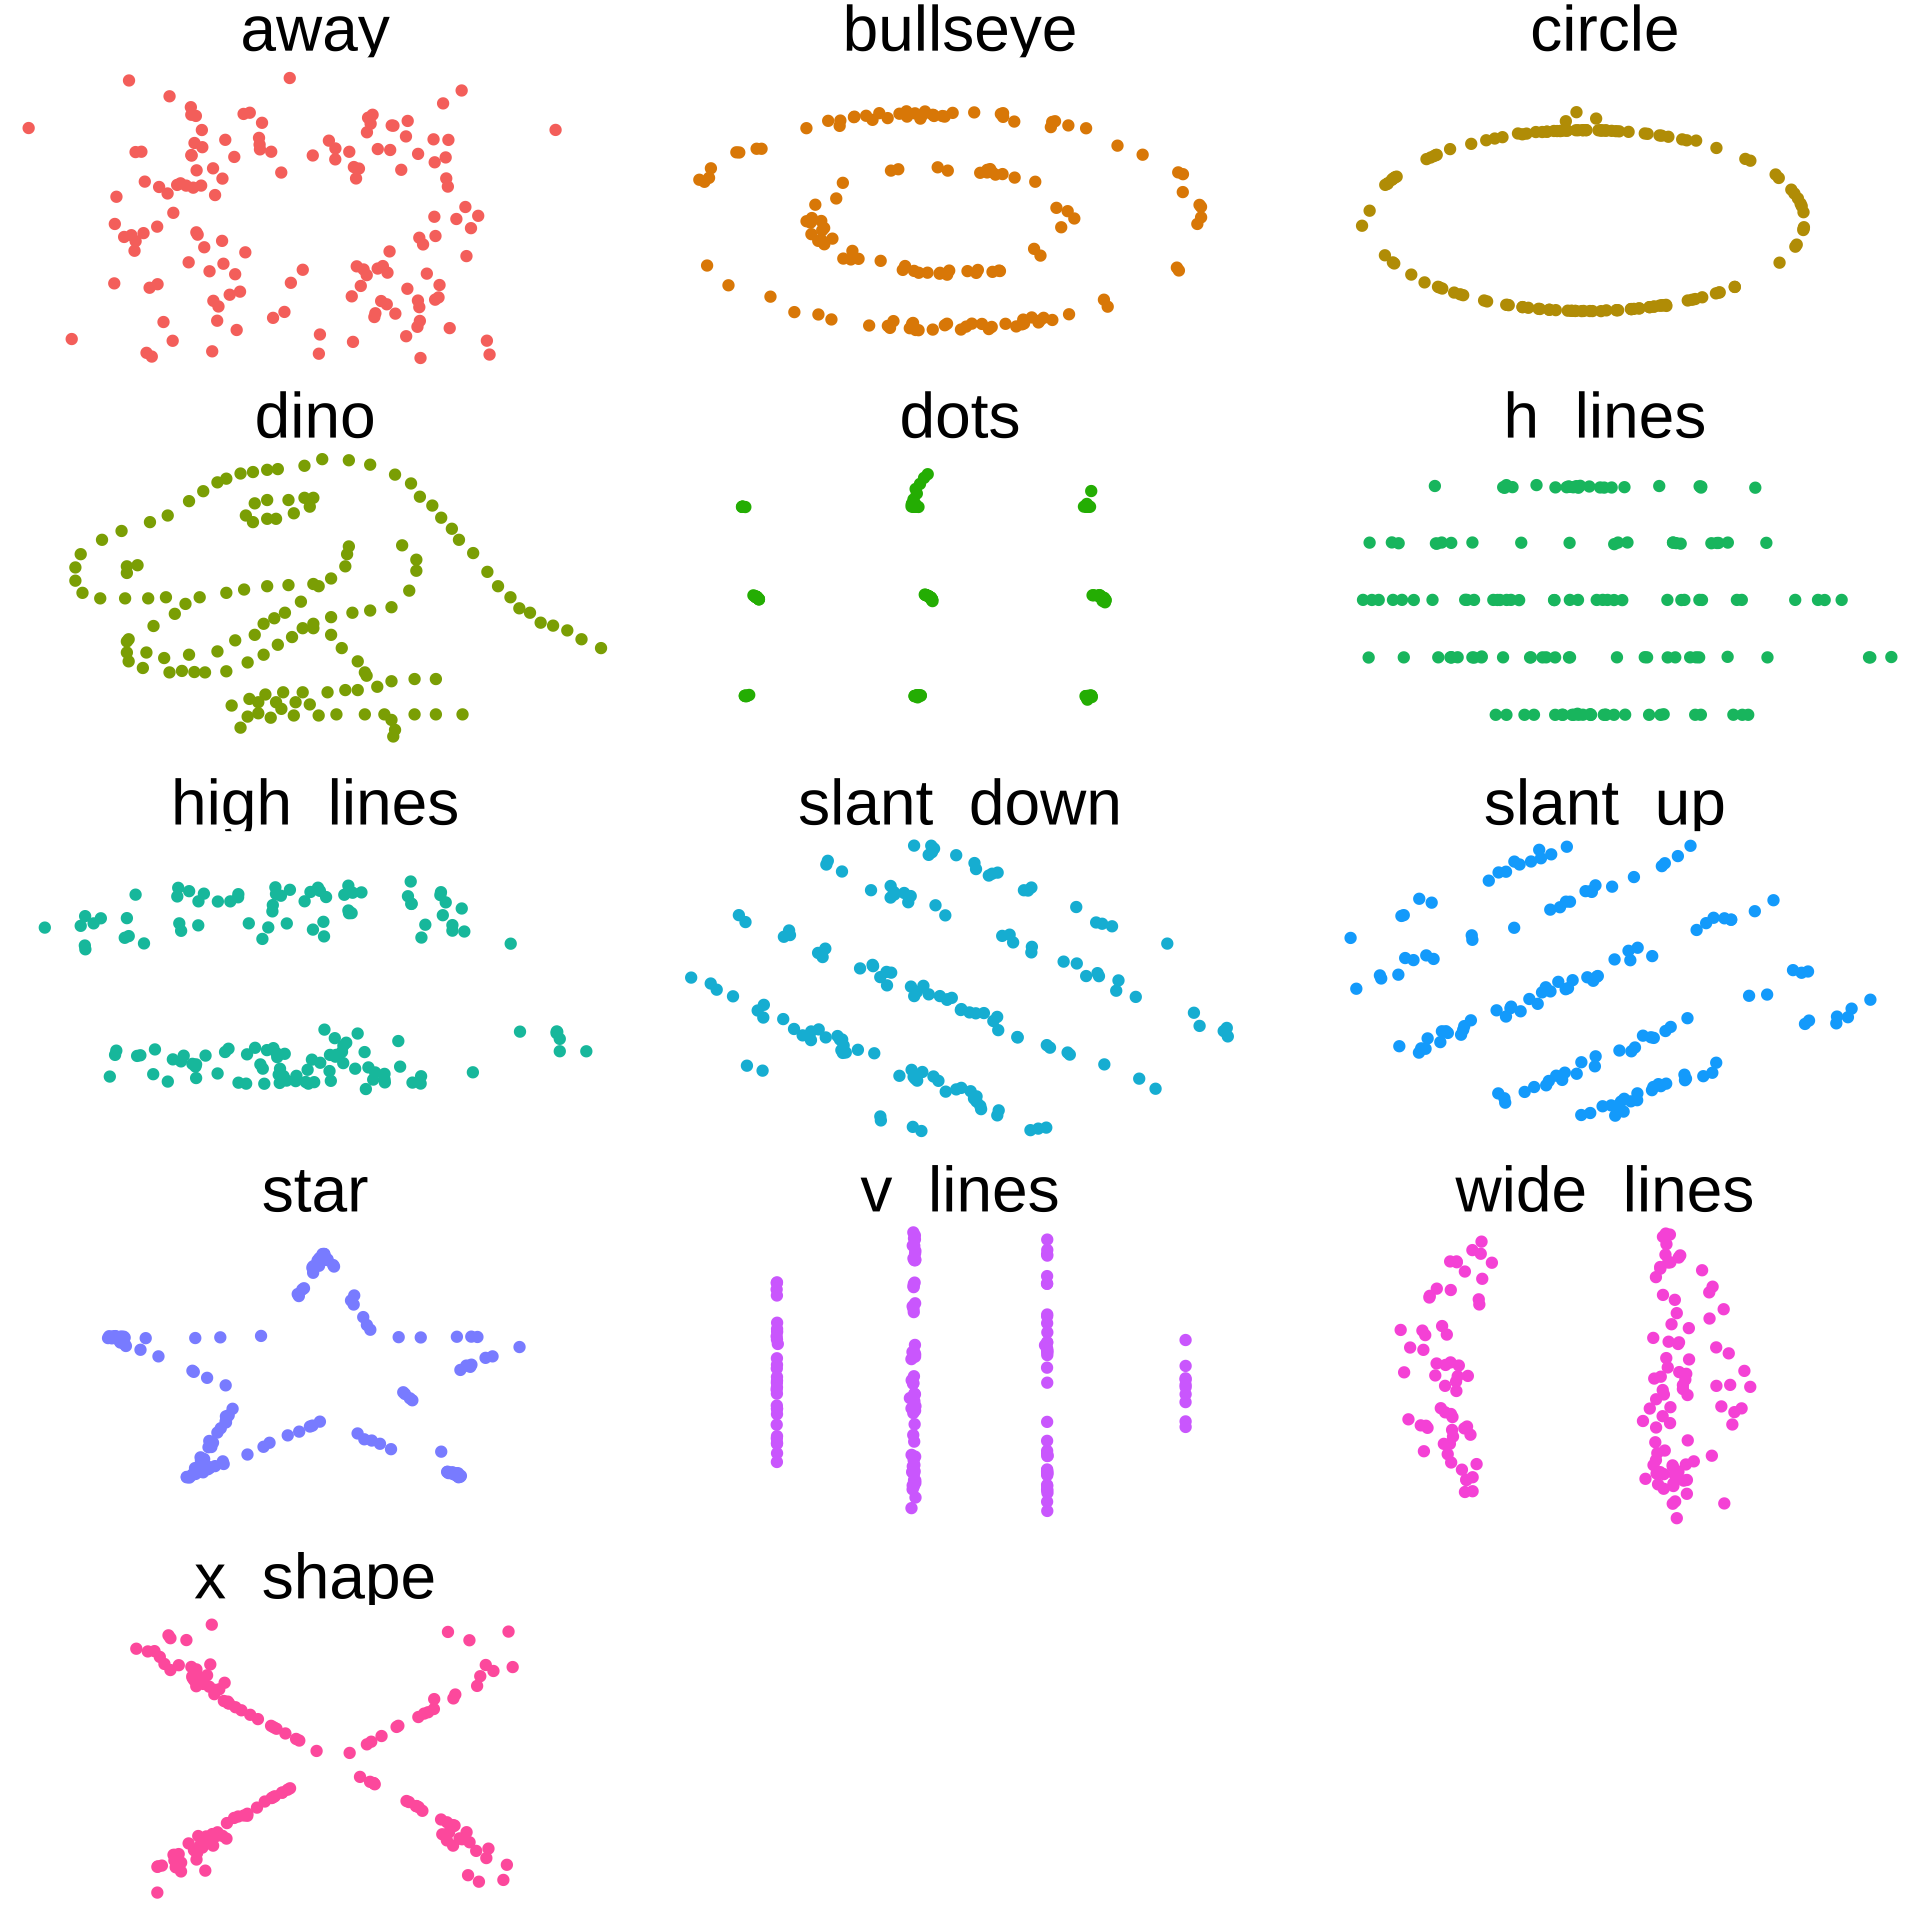 away bullseye circle
dino dots h lines
high lines slant down slant up
star v lines wide lines
x shape